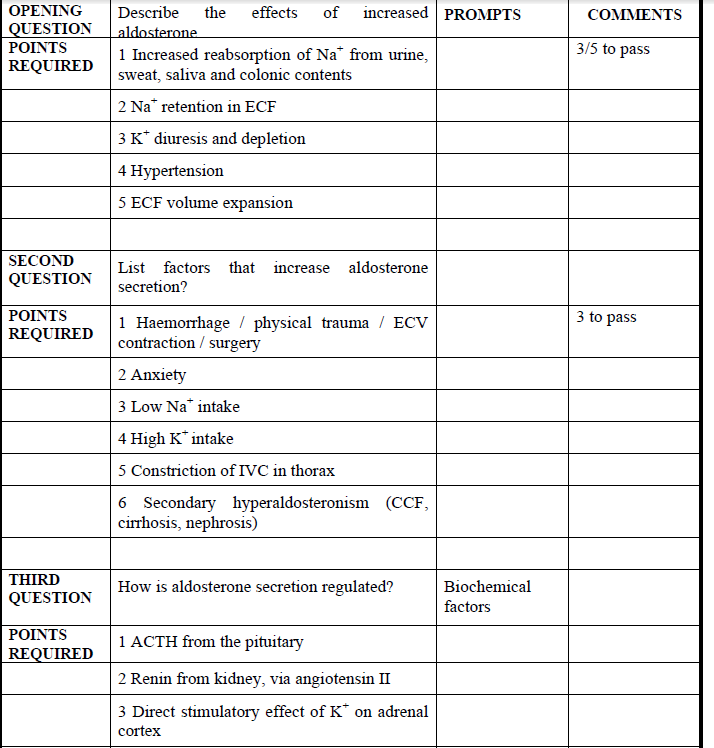 OPENING QUESTION Describe the effects of increased aldosterone PROMPTS COMMENTS
POINTS REQUIRED 1 Increased reabsorption of Na⁺ from urine, sweat, saliva and colonic contents 3/5 to pass
2 Na⁺ retention in ECF
3 K⁺ diuresis and depletion
4 Hypertension
5 ECF volume expansion
SECOND QUESTION List factors that increase aldosterone secretion?
POINTS REQUIRED 1 Haemorrhage / physical trauma / ECV contraction / surgery 3 to pass
2 Anxiety
3 Low Na⁺ intake
4 High K⁺ intake
5 Constriction of IVC in thorax
6 Secondary hyperaldosteronism (CCF, cirrhosis, nephrosis)
THIRD QUESTION How is aldosterone secretion regulated? Biochemical factors
POINTS REQUIRED 1 ACTH from the pituitary
2 Renin from kidney, via angiotensin II
3 Direct stimulatory effect of K⁺ on adrenal cortex